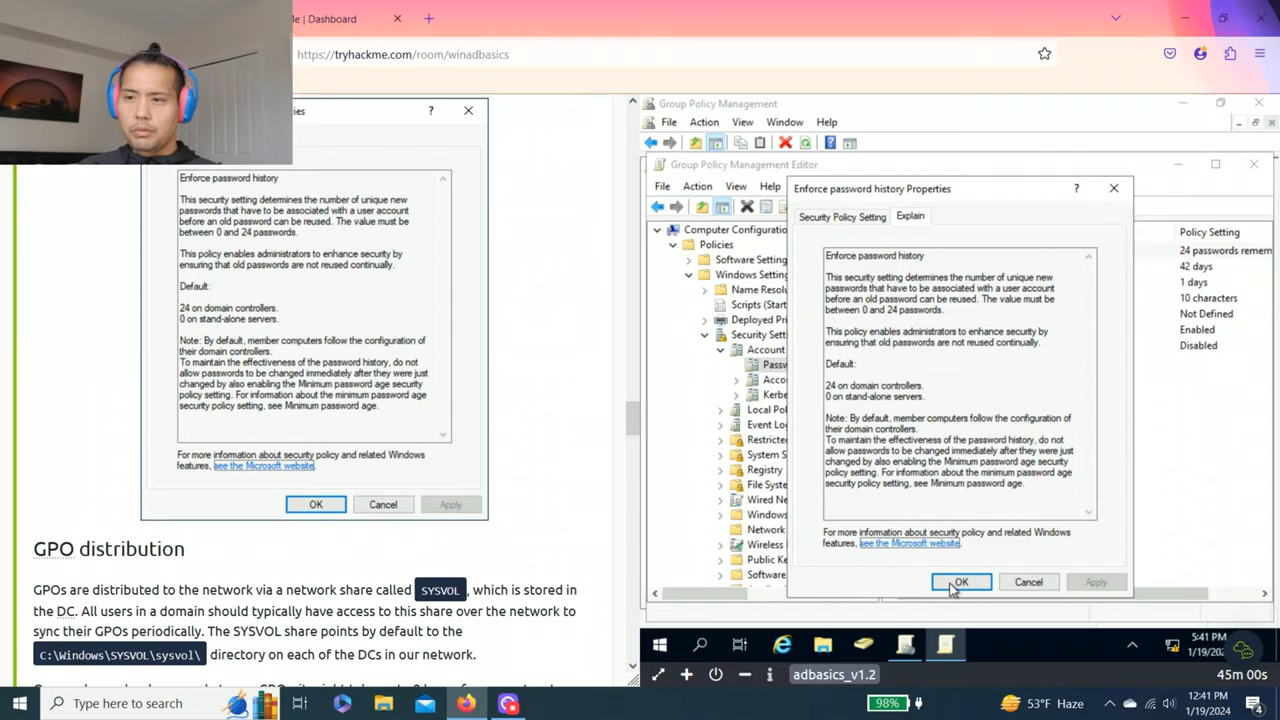 Me | Dashboard
https://tryhackme.com/room/winadbasics
ies
Enforce password history
This security setting determines the number of unique new
passwords that have to be associated with a user account
before an old password can be reused. The value must be
between 0 and 24 passwords.
This policy enables administrators to enhance security by
ensuring that old passwords are not reused continually.
Default:
24 on domain controllers.
0 on stand-alone servers.
Note: By default, member computers follow the configuration of
their domain controllers.
To maintain the effectiveness of the password history, do not
allow passwords to be changed immediately after they were just
changed by also enabling the Minimum password age security
policy setting. For information about the minimum password age
security policy setting, see Minimum password age.
For more information about security policy and related Windows
features, see the Microsoft website.
OK Cancel Apply
GPO distribution
GPOs are distributed to the network via a network share called SYSVOL, which is stored in
the DC. All users in a domain should typically have access to this share over the network to
sync their GPOs periodically. The SYSVOL share points by default to the
C:\Windows\SYSVOL\sysvol\ directory on each of the DCs in our network.
Group Policy Management
File Action View Window Help
Group Policy Management Editor
File Action View Help
Computer Configuratio
Policies
Software Setting
Windows Setting
Name Resolu
Scripts (Start
Deployed Pri
Security Setti
Account
Passw
Accou
Kerbe
Local Pol
Event Log
Restricte
System S
Registry
File Syste
Wired Ne
Windows
Network
Wireless
Public Ke
Software
Enforce password history Properties
Security Policy Setting Explain
Enforce password history
This security setting determines the number of unique new
passwords that have to be associated with a user account
before an old password can be reused. The value must be
between 0 and 24 passwords.
This policy enables administrators to enhance security by
ensuring that old passwords are not reused continually.
Default:
24 on domain controllers.
0 on stand-alone servers.
Note: By default, member computers follow the configuration of
their domain controllers.
To maintain the effectiveness of the password history, do not
allow passwords to be changed immediately after they were just
changed by also enabling the Minimum password age security
policy setting. For information about the minimum password age
security policy setting, see Minimum password age.
For more information about security policy and related Windows
features, see the Microsoft website.
OK Cancel Apply
Policy Setting
24 passwords remem
42 days
1 days
10 characters
Not Defined
Enabled
Disabled
5:41 PM
1/19/202
adbasics_v1.2
45m 00s
Type here to search
98%
53°F Haze
12:41 PM
1/19/2024
4